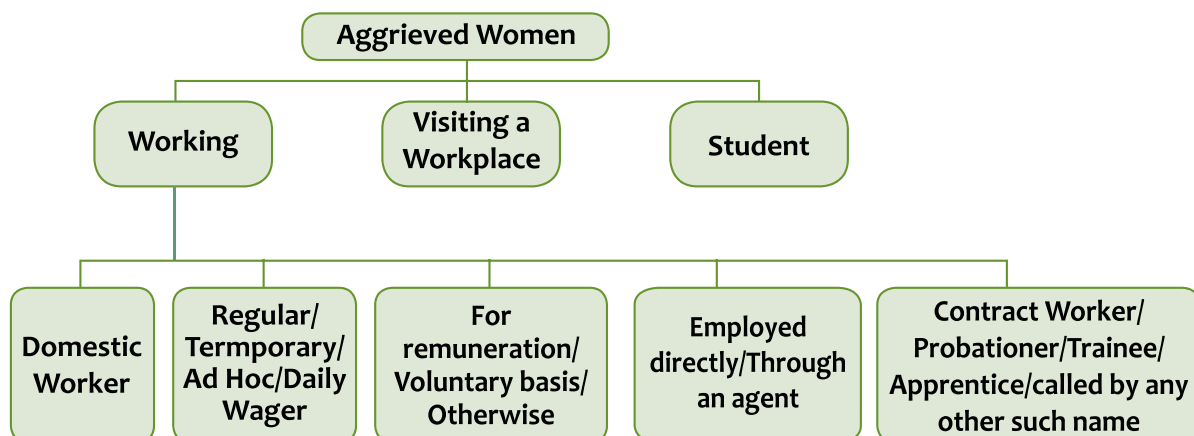 Aggrieved Women
Working
Visiting a
Workplace
Student
Domestic
Worker
Regular/
Termporary/
Ad Hoc/Daily
Wager
For
remuneration/
Voluntary basis/
Otherwise
Employed
directly/Through
an agent
Contract Worker/
Probationer/Trainee/
Apprentice/called by any
other such name